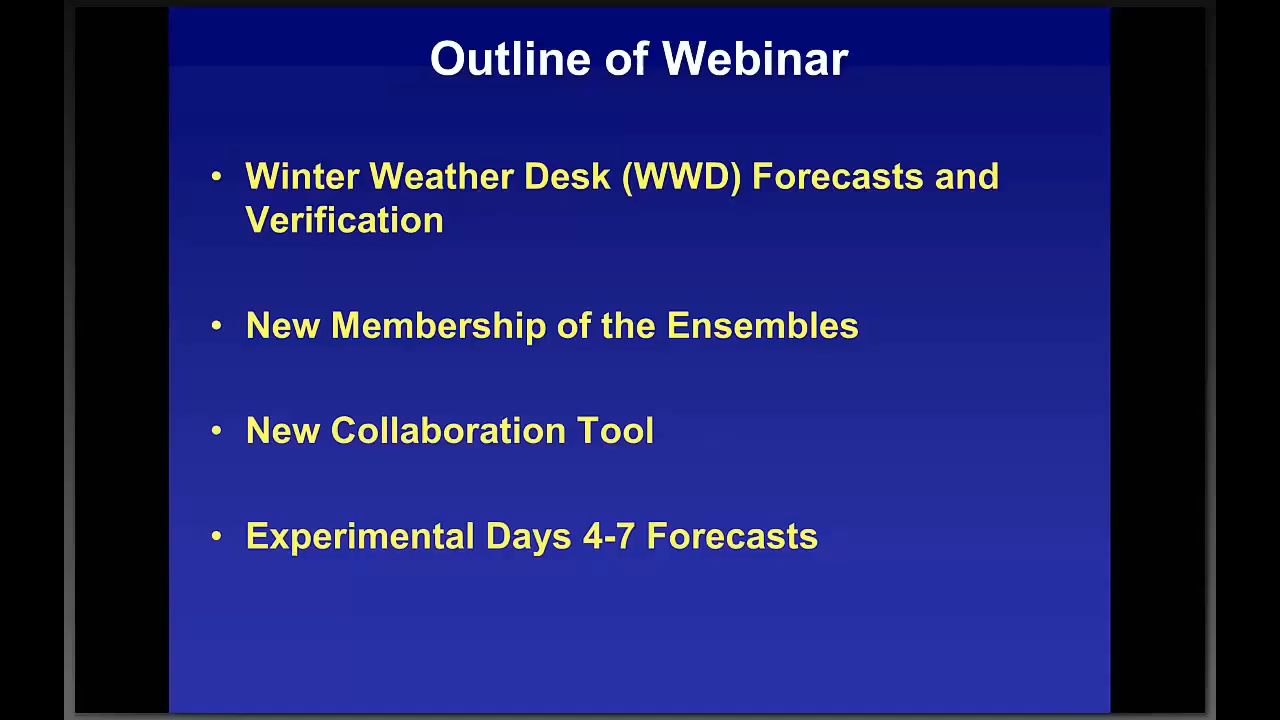 Outline of Webinar
• Winter Weather Desk (WWD) Forecasts and
Verification
• New Membership of the Ensembles
• New Collaboration Tool
• Experimental Days 4-7 Forecasts